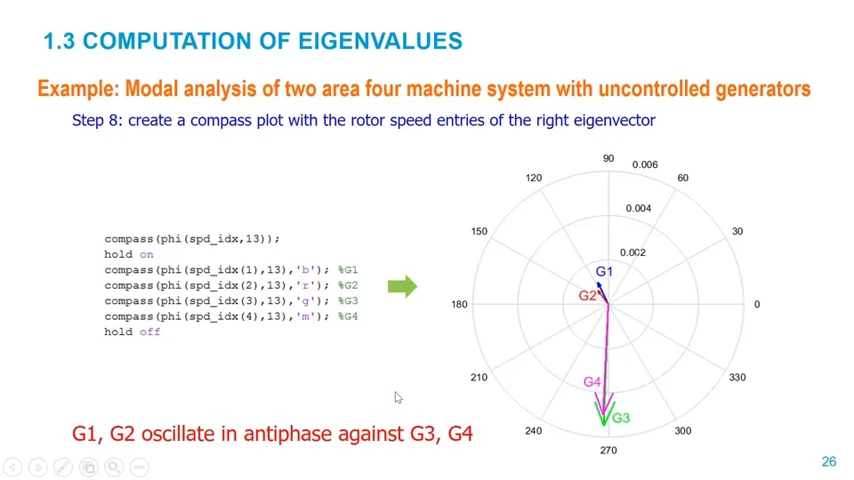 1.3 COMPUTATION OF EIGENVALUES
Example: Modal analysis of two area four machine system with uncontrolled generators
Step 8: create a compass plot with the rotor speed entries of the right eigenvector
compass(phi(spd_idx,13));
hold on
compass(phi(spd_idx(1),13),'b'); %G1
compass(phi(spd_idx(2),13),'r'); %G2
compass(phi(spd_idx(3),13),'g'); %G3
compass(phi(spd_idx(4),13),'m'); %G4
hold off
90
0.006
120
60
0.004
150
30
0.002
G1
G2
180
0
G4
210
330
G3
240
300
270
G1, G2 oscillate in antiphase against G3, G4
26